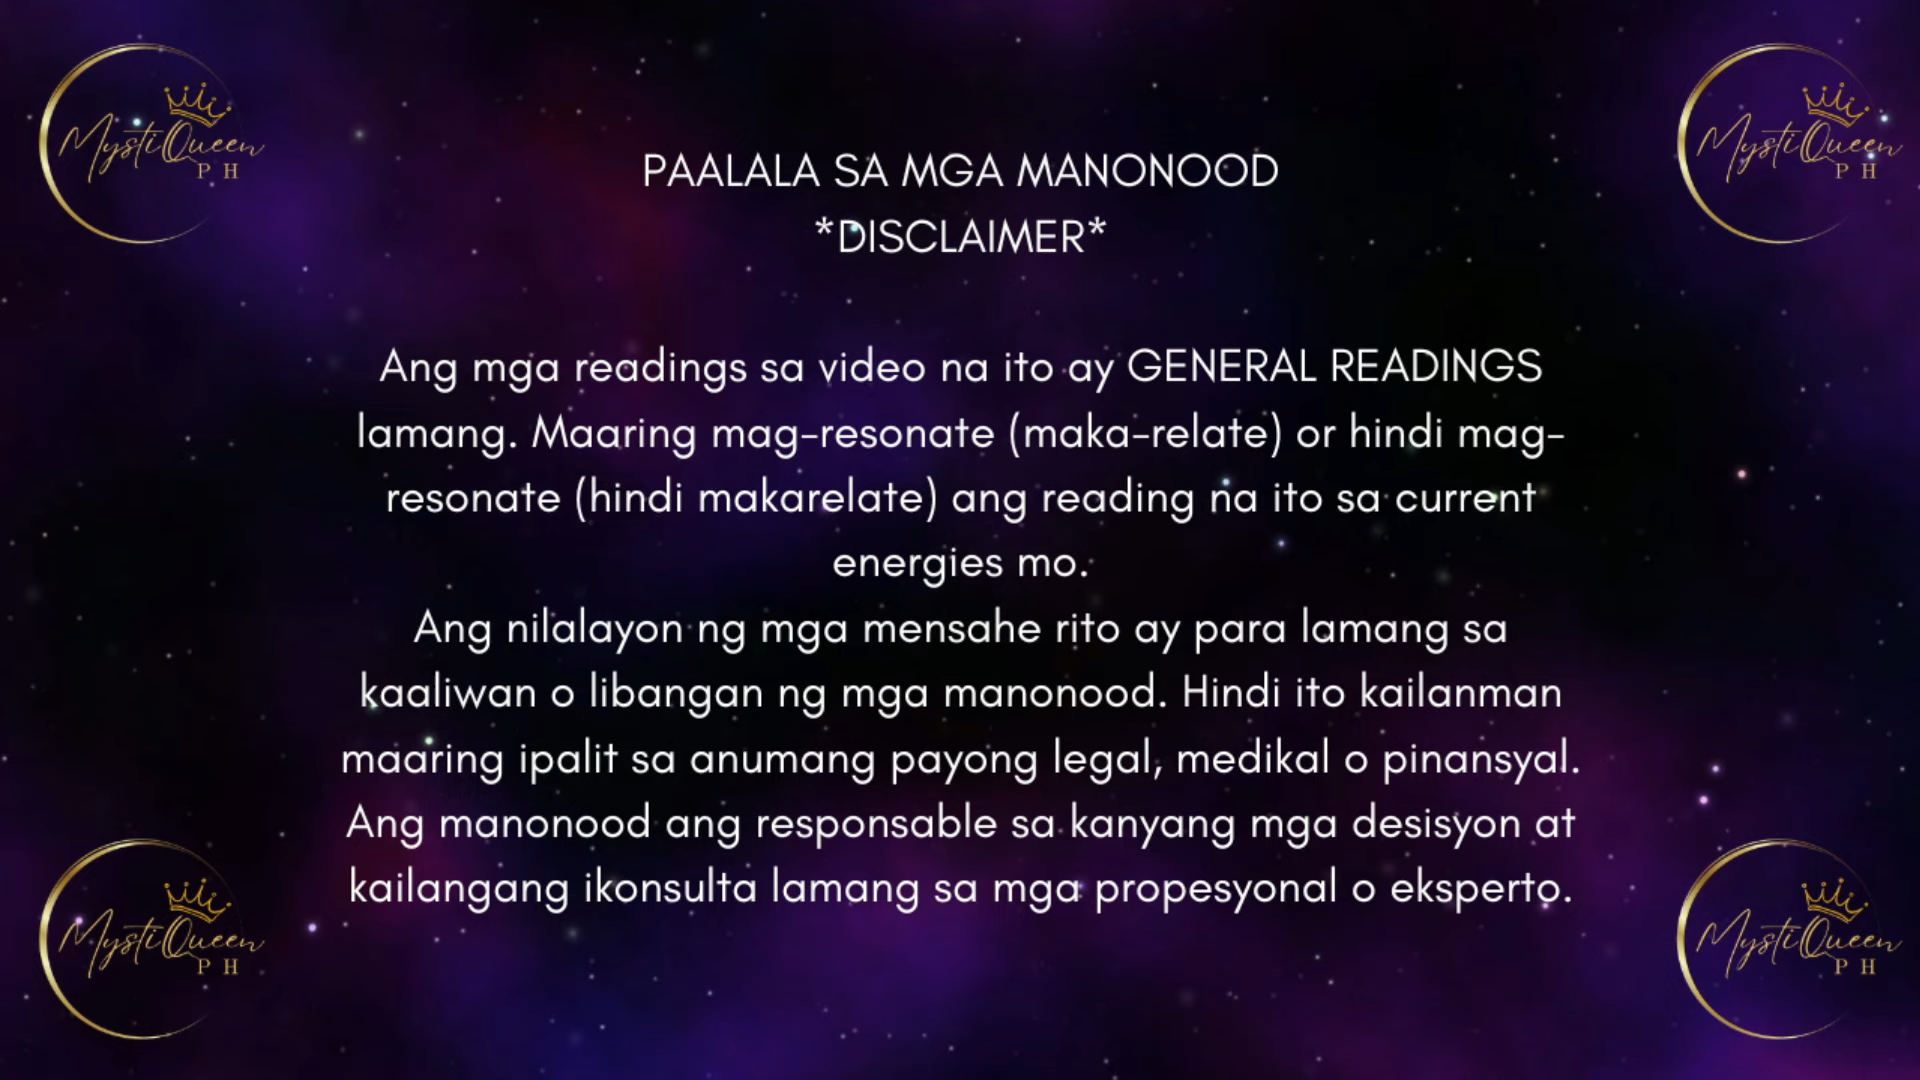 MystiQueen
PH
MystiQueen
PH
PAALALA SA MGA MANONOOD
*DISCLAIMER*
Ang mga readings sa video na ito ay GENERAL READINGS
lamang. Maaring mag-resonate (maka-relate) or hindi mag-
resonate (hindi makarelate) ang reading na ito sa current
energies mo.
Ang nilalayon ng mga mensahe rito ay para lamang sa
kaaliwan o libangan ng mga manonood. Hindi ito kailanman
maaring ipalit sa anumang payong legal, medikal o pinansyal.
Ang manonood ang responsable sa kanyang mga desisyon at
kailangang ikonsulta lamang sa mga propesyonal o eksperto.
MystiQueen
PH
MystiQueen
PH